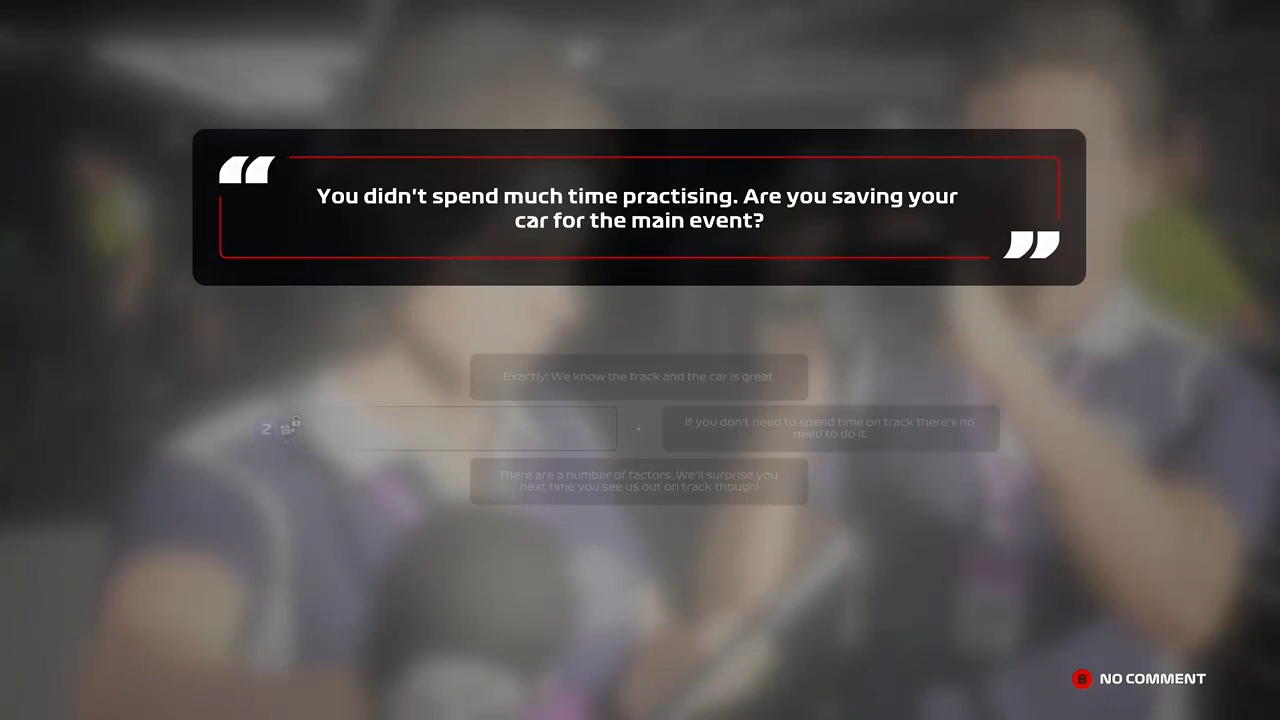 You didn't spend much time practising. Are you saving your
car for the main event?
Exactly! We know the track and the car is great.
2
If you don't need to spend time on track there's no
need to do it.
There are a number of factors. We'll surprise you
next time you see us out on track though!
B NO COMMENT